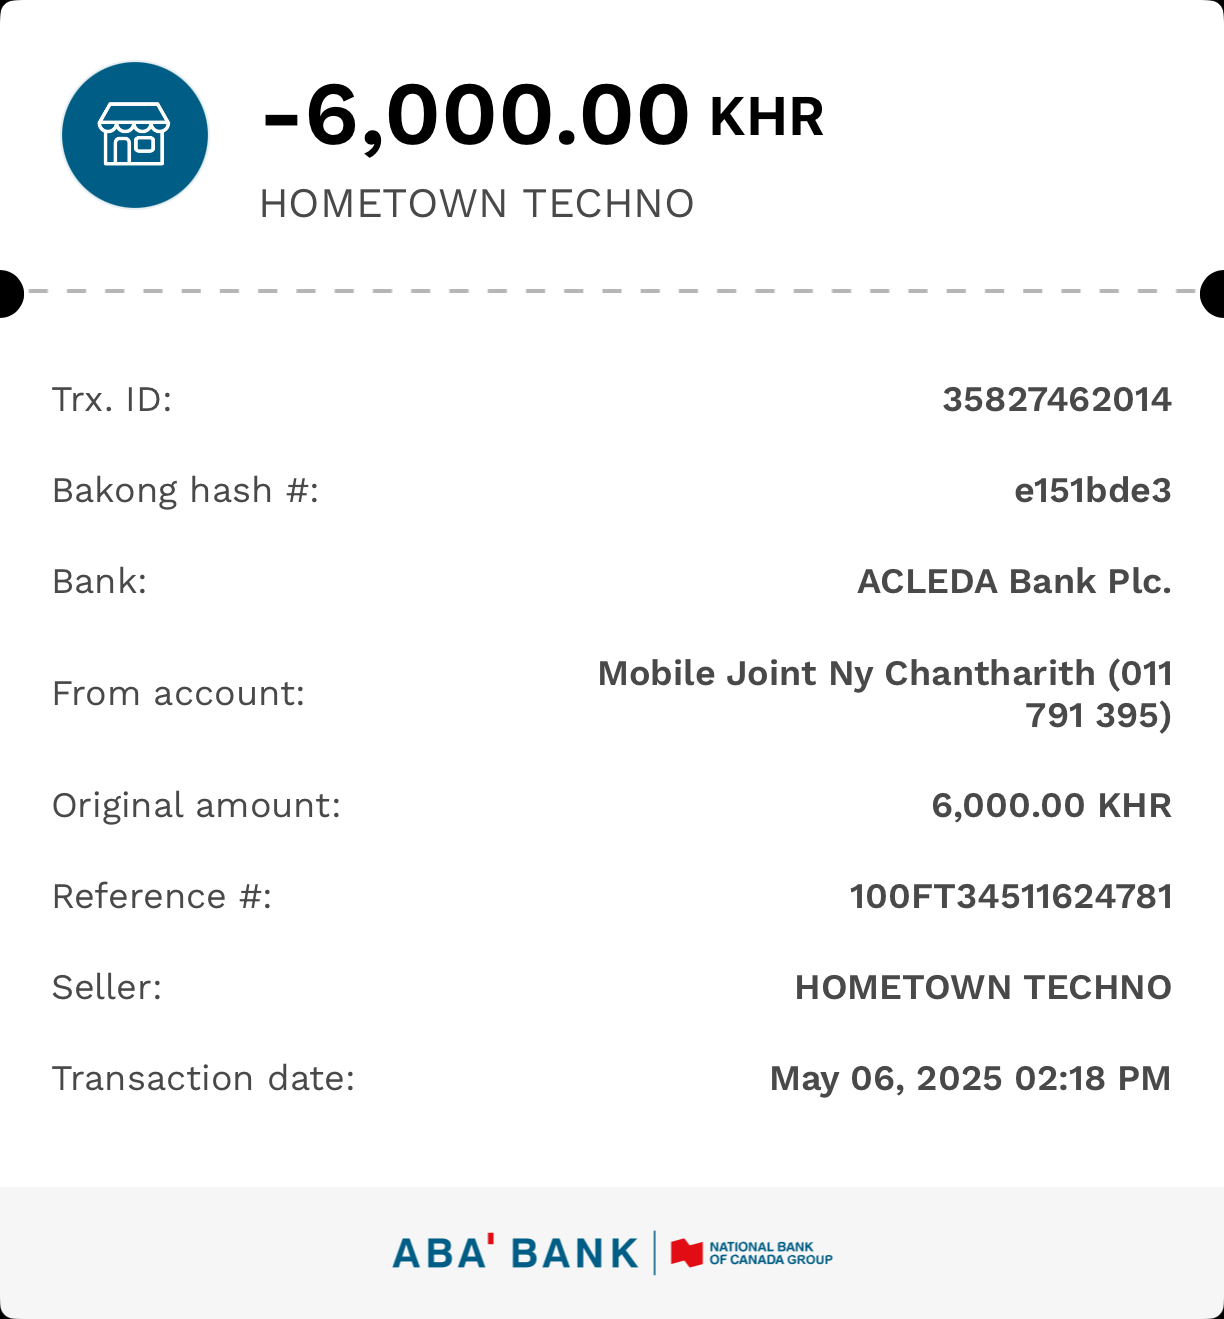 -6,000.00 KHR
HOMETOWN TECHNO
Trx. ID: 35827462014
Bakong hash #: e151bde3
Bank: ACLEDA Bank Plc.
From account: Mobile Joint Ny Chantharith (011
791 395)
Original amount: 6,000.00 KHR
Reference #: 100FT34511624781
Seller: HOMETOWN TECHNO
Transaction date: May 06, 2025 02:18 PM
ABA' BANK
NATIONAL BANK
OF CANADA GROUP